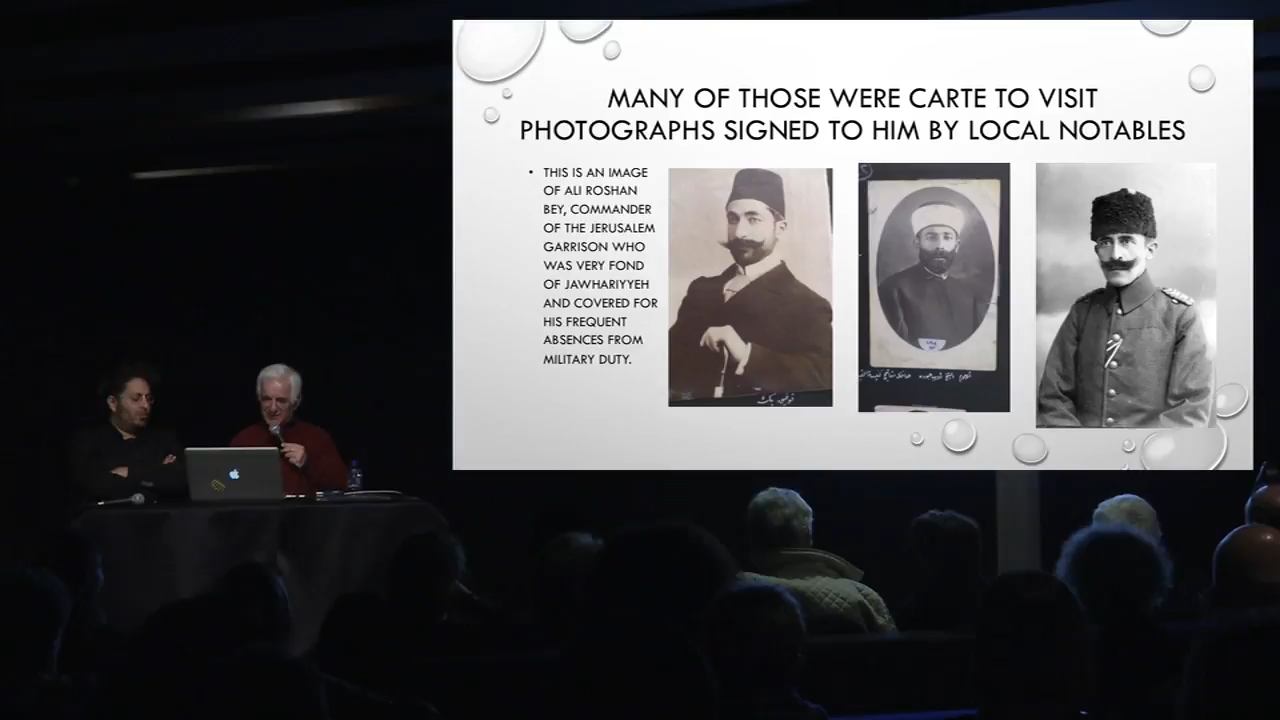 MANY OF THOSE WERE CARTE TO VISIT
PHOTOGRAPHS SIGNED TO HIM BY LOCAL NOTABLES
• THIS IS AN IMAGE
OF ALI ROSHAN
BEY, COMMANDER
OF THE JERUSALEM
GARRISON WHO
WAS VERY FOND
OF JAWHARIYYEH
AND COVERED FOR
HIS FREQUENT
ABSENCES FROM
MILITARY DUTY.